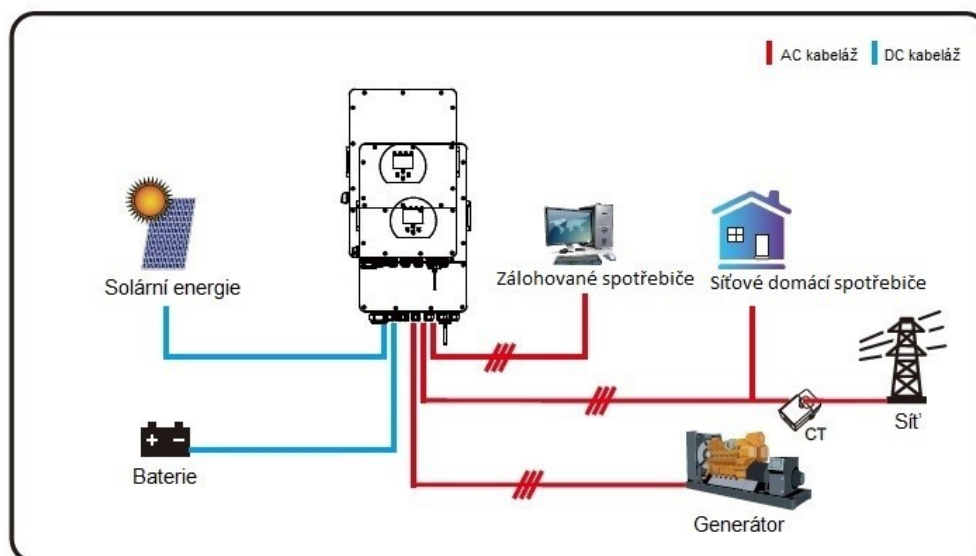 AC kabeláž
DC kabeláž
Solární energie
Zálohované spotřebiče
Síťové domácí spotřebiče
CT
Síť
Baterie
Generátor